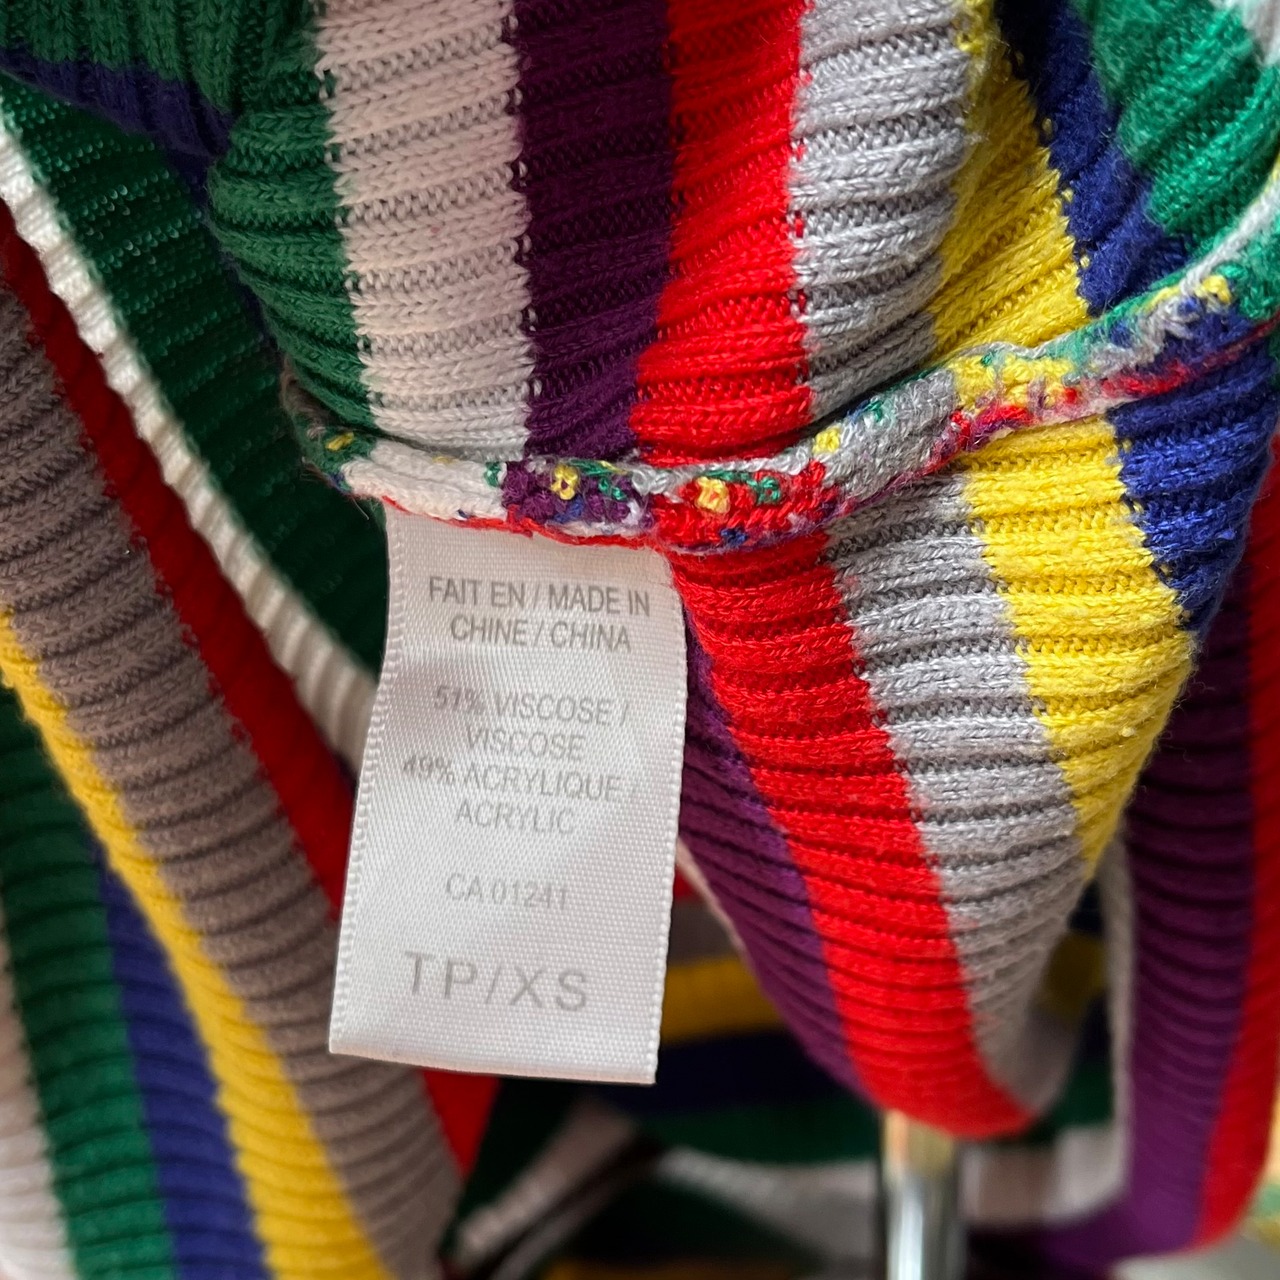 FAIT EN / MADE IN
CHINE / CHINA
51% VISCOSE /
VISCOSE
49% ACRYLIQUE /
ACRYLIC
CA 01241
TP/XS